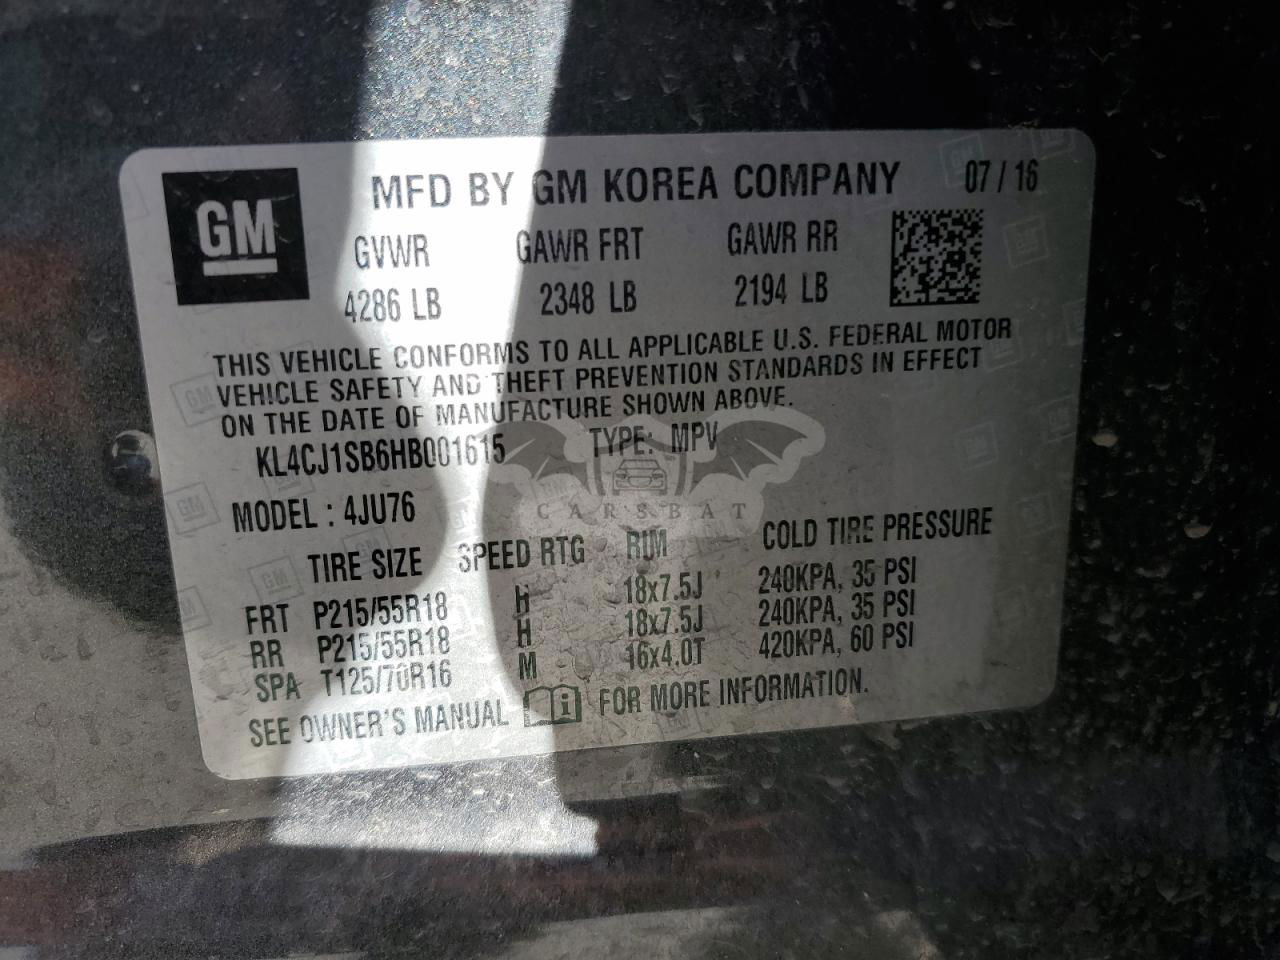 GM
MFD BY GM KOREA COMPANY 07 / 16
GVWR GAWR FRT GAWR RR
4286 LB 2348 LB 2194 LB
THIS VEHICLE CONFORMS TO ALL APPLICABLE U.S. FEDERAL MOTOR
VEHICLE SAFETY AND THEFT PREVENTION STANDARDS IN EFFECT
ON THE DATE OF MANUFACTURE SHOWN ABOVE.
KL4CJ1SB6HB001615 TYPE: MPV
CARSBAT
MODEL : 4JU76
TIRE SIZE SPEED RTG RIM COLD TIRE PRESSURE
FRT P215/55R18 H 18x7.5J 240KPA, 35 PSI
RR P215/55R18 H 18x7.5J 240KPA, 35 PSI
SPA T125/70R16 M 16x4.0T 420KPA, 60 PSI
SEE OWNER'S MANUAL i FOR MORE INFORMATION.